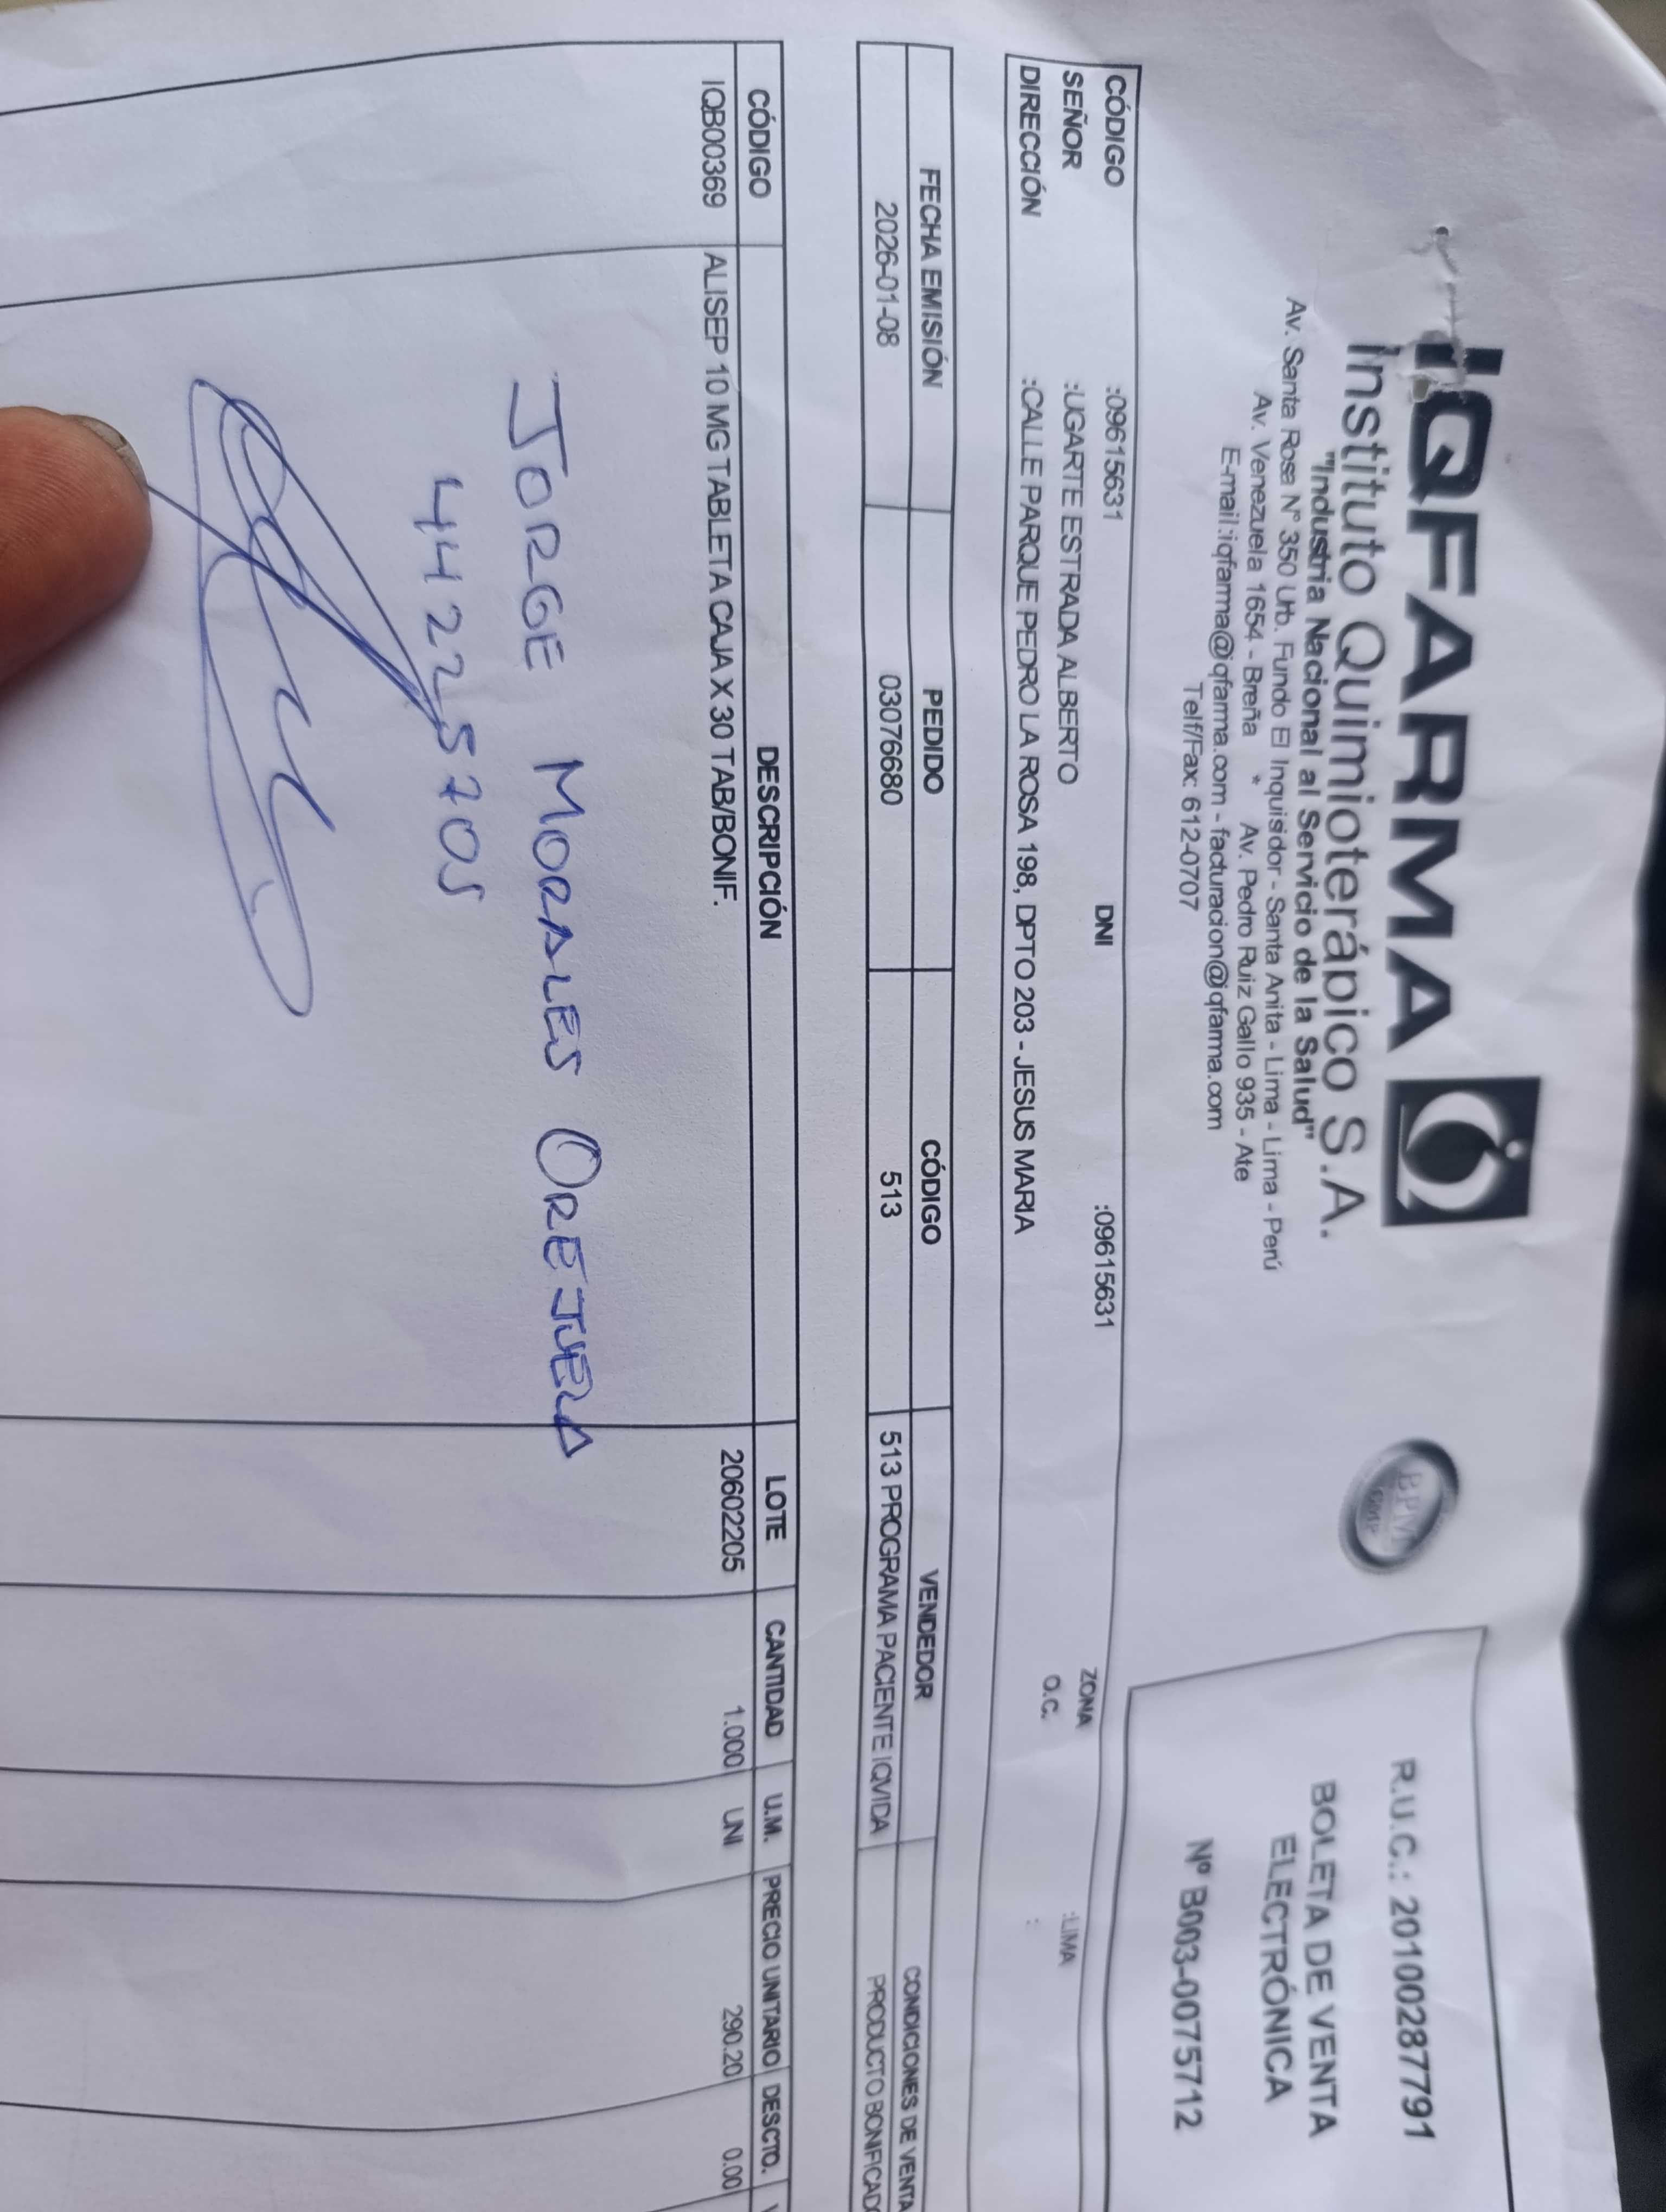 IQFARMA
Instituto Quimioterápico S.A.
"Industria Nacional al Servicio de la Salud"
Av. Santa Rosa N° 350 Urb. Fundo El Inquisidor - Santa Anita - Lima - Lima - Perú
Av. Venezuela 1654 - Breña * Av. Pedro Ruiz Gallo 935 - Ate
E-mail:iqfarma@iqfarma.com - facturacion@iqfarma.com
Telf/Fax: 612-0707
BPM
GMP
R.U.C.: 20100287791
BOLETA DE VENTA
ELECTRÓNICA
Nº B003-0075712
CÓDIGO :09615631 DNI :09615631 ZONA :LIMA
SEÑOR :UGARTE ESTRADA ALBERTO O.C. :
DIRECCIÓN :CALLE PARQUE PEDRO LA ROSA 198, DPTO 203 - JESUS MARIA
FECHA EMISIÓN PEDIDO CÓDIGO VENDEDOR CONDICIONES DE VENTA
2026-01-08 03076680 513 513 PROGRAMA PACIENTE IQVIDA PRODUCTO BONIFICADO
CÓDIGO DESCRIPCIÓN LOTE CANTIDAD U.M. PRECIO UNITARIO DESCTO.
IQB00369 ALISEP 10 MG TABLETA CAJA X 30 TAB/BONIF. 20602205 1.000 UNI 290.20 0.00
JORGE MORALES OREJUELA
44225705